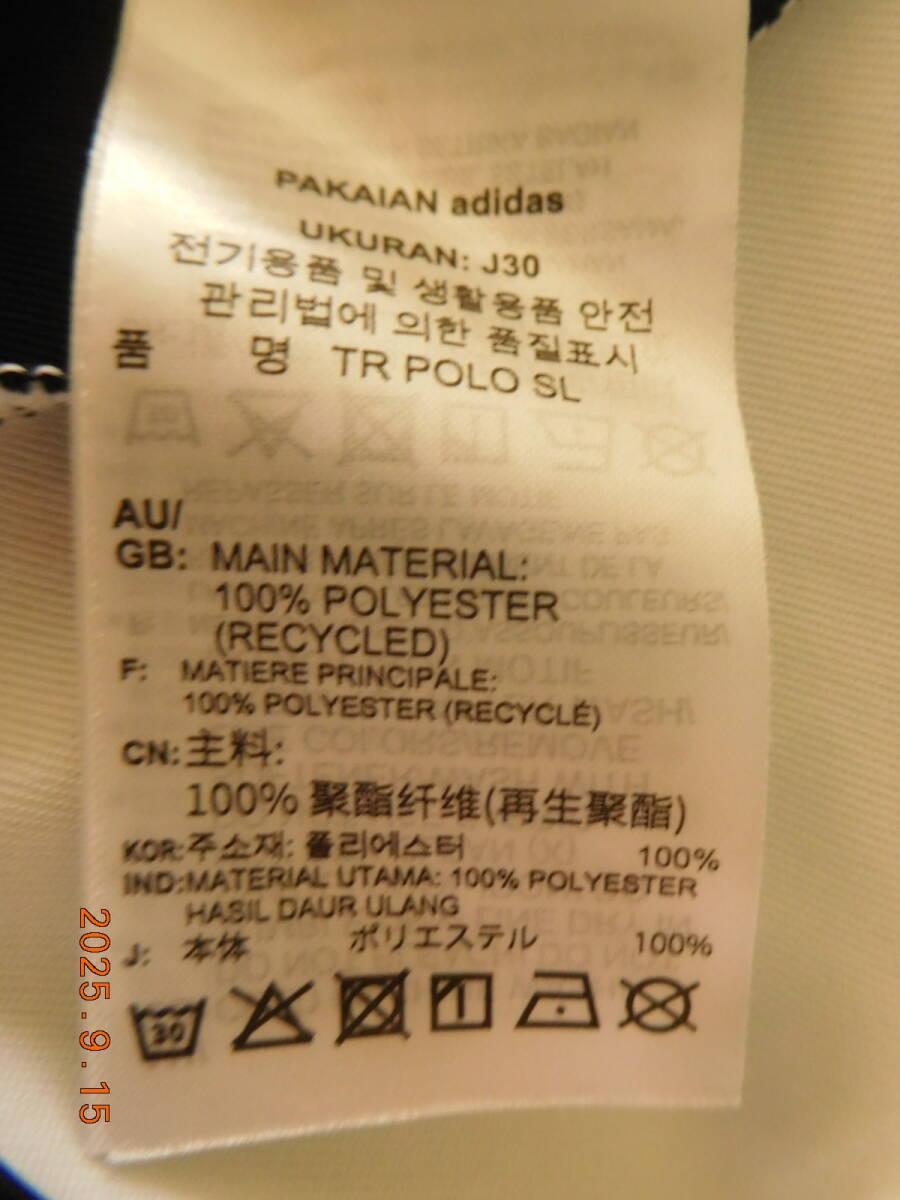 PAKAIAN adidas
UKURAN: J30
전기용품 및 생활용품 안전
관리법에 의한 품질표시
품 명 TR POLO SL
AU/
GB: MAIN MATERIAL:
100% POLYESTER
(RECYCLED)
F: MATIERE PRINCIPALE:
100% POLYESTER (RECYCLÉ)
CN: 主料:
100% 聚酯纤维(再生聚酯)
KOR: 주소재: 폴리에스터 100%
IND: MATERIAL UTAMA: 100% POLYESTER
HASIL DAUR ULANG
J: 本体 ポリエステル 100%
30
2025.9.15